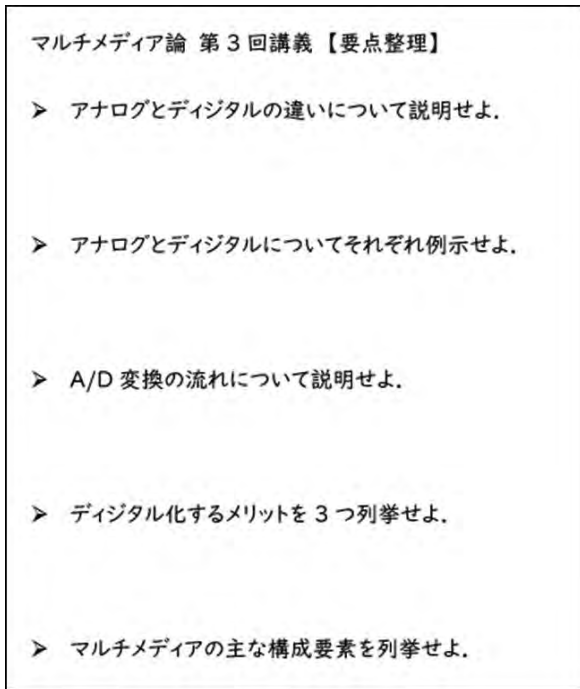 マルチメディア論 第3回講義【要点整理】
➢ アナログとディジタルの違いについて説明せよ．
➢ アナログとディジタルについてそれぞれ例示せよ．
➢ A/D 変換の流れについて説明せよ．
➢ ディジタル化するメリットを 3 つ列挙せよ．
➢ マルチメディアの主な構成要素を列挙せよ．